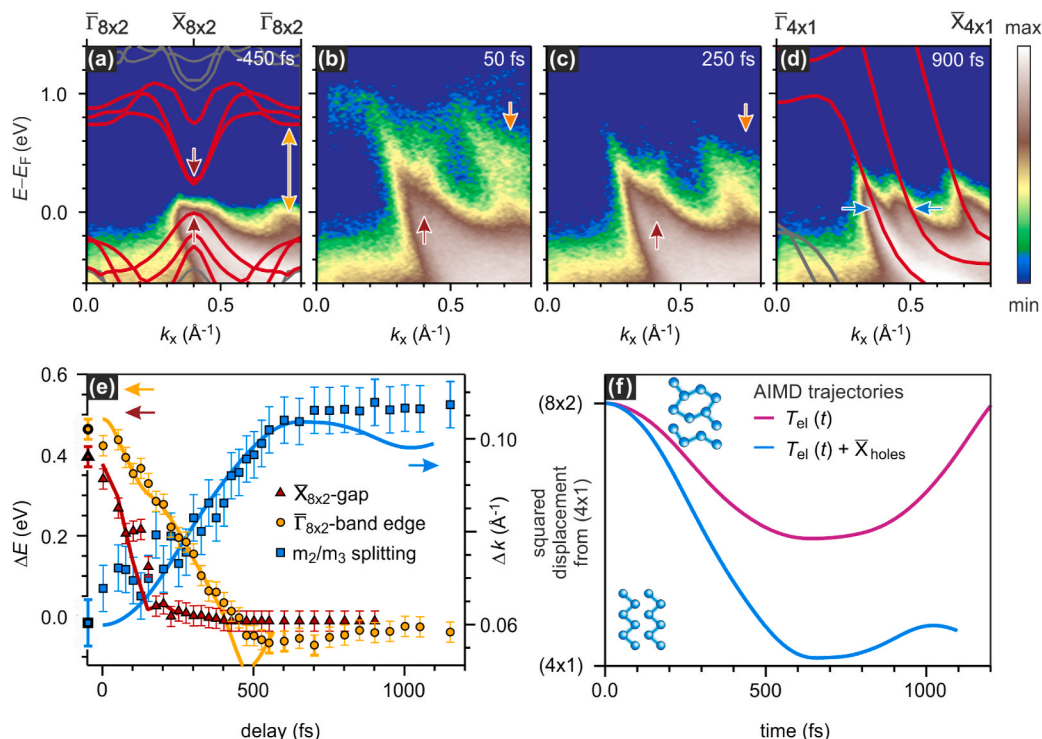 Γ̅8x2 X̅8x2 Γ̅8x2 Γ̅4x1 X̅4x1
(a) -450 fs (b) 50 fs (c) 250 fs (d) 900 fs max
1.0
E–EF (eV)
0.0
min
0.0 0.5 0.0 0.5 0.0 0.5 0.0 0.5
kx (Å-1) kx (Å-1) kx (Å-1) kx (Å-1)
(e)
0.6
0.4
0.2
0.0
ΔE (eV)
X̅8x2-gap
Γ̅8x2-band edge
m2/m3 splitting
0.10
0.06
Δk (Å-1)
0 500 1000
delay (fs)
(f)
(8x2)
(4x1)
squared
displacement
from (4x1)
AIMD trajectories
Tel (t)
Tel (t) + X̅holes
0.0 500 1000
time (fs)